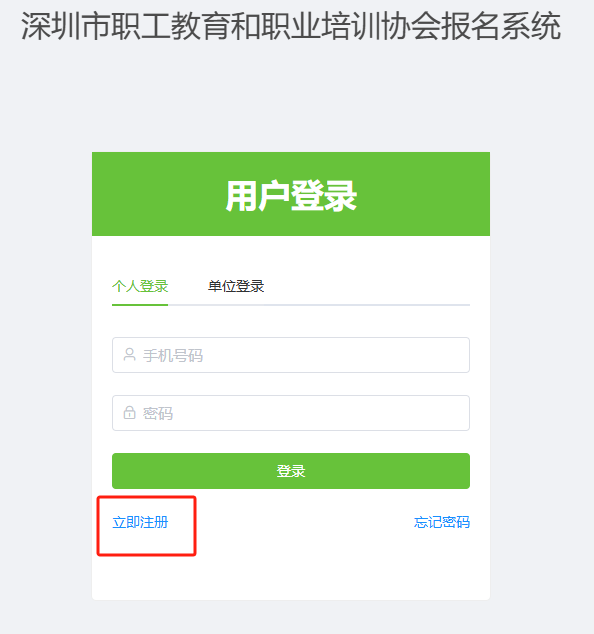 深圳市职工教育和职业培训协会报名系统
用户登录
个人登录 单位登录
手机号码
密码
登录
立即注册 忘记密码